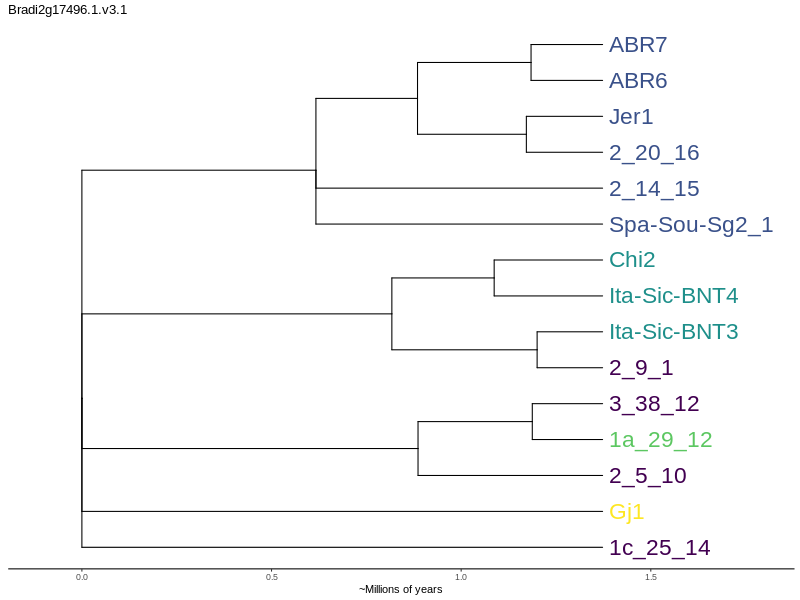 Bradi2g17496.1.v3.1
ABR7
ABR6
Jer1
2_20_16
2_14_15
Spa-Sou-Sg2_1
Chi2
Ita-Sic-BNT4
Ita-Sic-BNT3
2_9_1
3_38_12
1a_29_12
2_5_10
Gj1
1c_25_14
0.0 0.5 1.0 1.5
~Millions of years